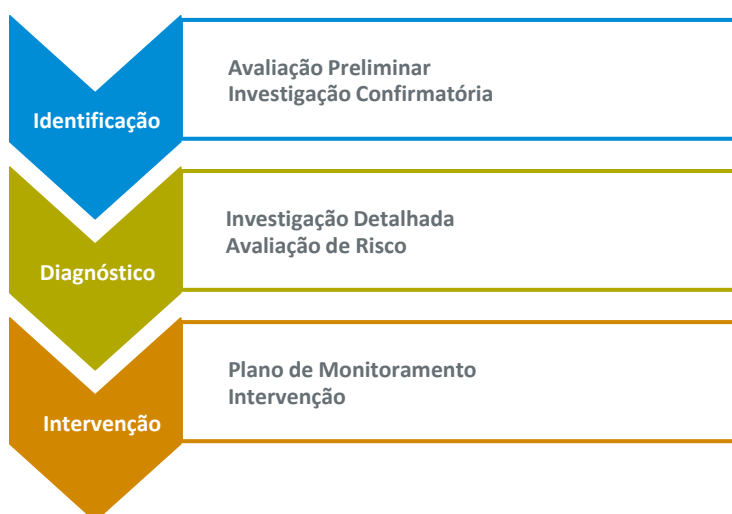 Identificação
Avaliação Preliminar
Investigação Confirmatória
Diagnóstico
Investigação Detalhada
Avaliação de Risco
Intervenção
Plano de Monitoramento
Intervenção